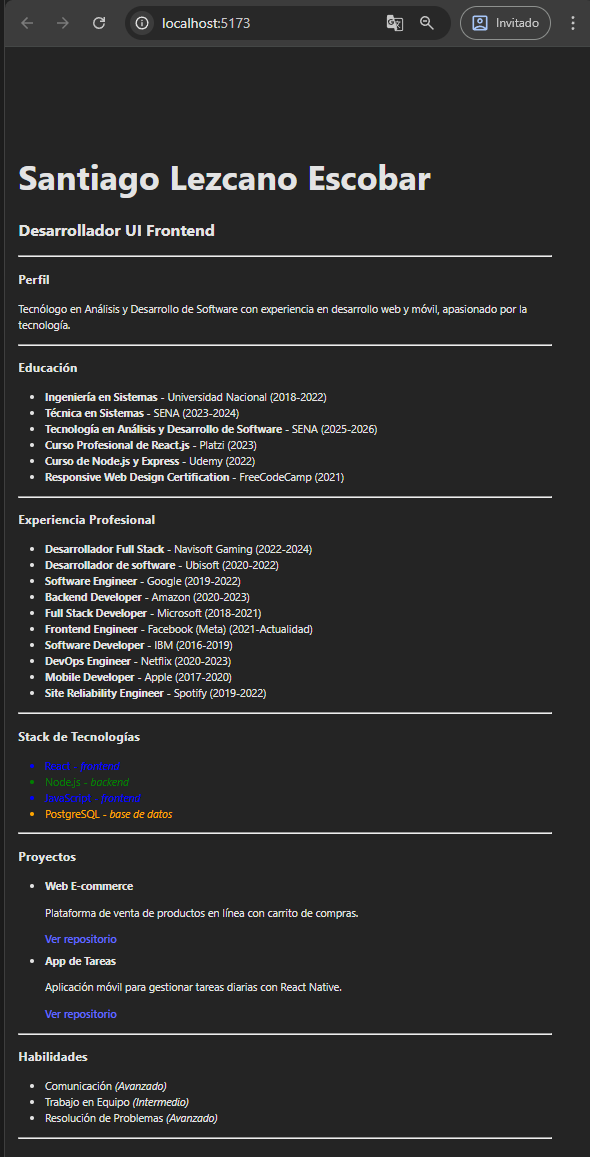 localhost:5173
Invitado
Santiago Lezcano Escobar
Desarrollador UI Frontend
Perfil
Tecnólogo en Análisis y Desarrollo de Software con experiencia en desarrollo web y móvil, apasionado por la
tecnología.
Educación
Ingeniería en Sistemas - Universidad Nacional (2018-2022)
Técnica en Sistemas - SENA (2023-2024)
Tecnología en Análisis y Desarrollo de Software - SENA (2025-2026)
Curso Profesional de React.js - Platzi (2023)
Curso de Node.js y Express - Udemy (2022)
Responsive Web Design Certification - FreeCodeCamp (2021)
Experiencia Profesional
Desarrollador Full Stack - Navisoft Gaming (2022-2024)
Desarrollador de software - Ubisoft (2020-2022)
Software Engineer - Google (2019-2022)
Backend Developer - Amazon (2020-2023)
Full Stack Developer - Microsoft (2018-2021)
Frontend Engineer - Facebook (Meta) (2021-Actualidad)
Software Developer - IBM (2016-2019)
DevOps Engineer - Netflix (2020-2023)
Mobile Developer - Apple (2017-2020)
Site Reliability Engineer - Spotify (2019-2022)
Stack de Tecnologías
React - frontend
Node.js - backend
JavaScript - frontend
PostgreSQL - base de datos
Proyectos
Web E-commerce
Plataforma de venta de productos en línea con carrito de compras.
Ver repositorio
App de Tareas
Aplicación móvil para gestionar tareas diarias con React Native.
Ver repositorio
Habilidades
Comunicación (Avanzado)
Trabajo en Equipo (Intermedio)
Resolución de Problemas (Avanzado)